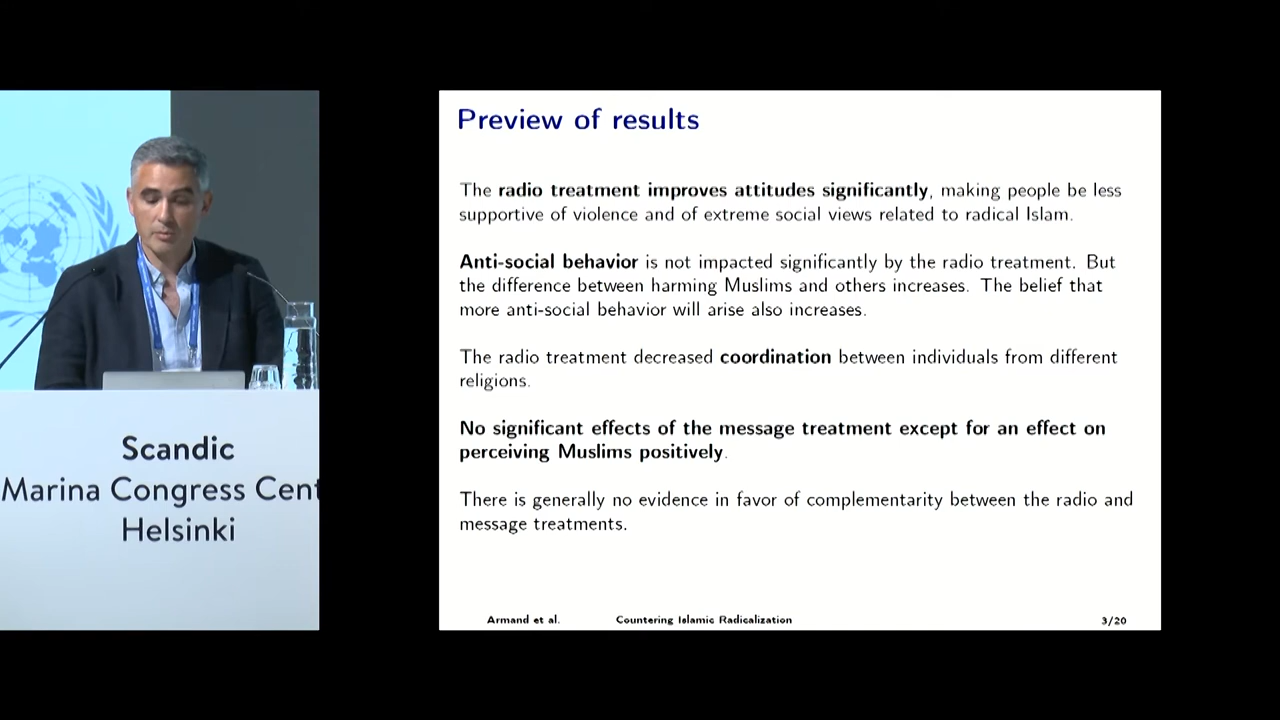 Preview of results
The radio treatment improves attitudes significantly, making people be less
supportive of violence and of extreme social views related to radical Islam.
Anti-social behavior is not impacted significantly by the radio treatment. But
the difference between harming Muslims and others increases. The belief that
more anti-social behavior will arise also increases.
The radio treatment decreased coordination between individuals from different
religions.
No significant effects of the message treatment except for an effect on
perceiving Muslims positively.
There is generally no evidence in favor of complementarity between the radio and
message treatments.
Armand et al. Countering Islamic Radicalization 3/20
Scandic
Marina Congress Cent
Helsinki